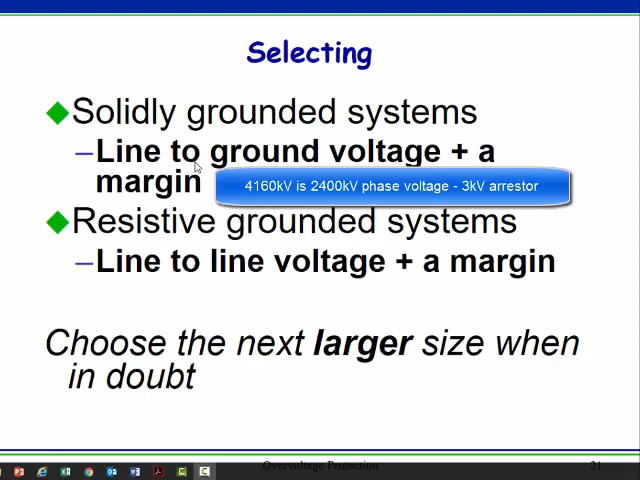 Selecting
Solidly grounded systems
–Line to ground voltage + a
margin
4160kV is 2400kV phase voltage - 3kV arrestor
Resistive grounded systems
–Line to line voltage + a margin
Choose the next larger size when
in doubt
Overvoltage Protection
21